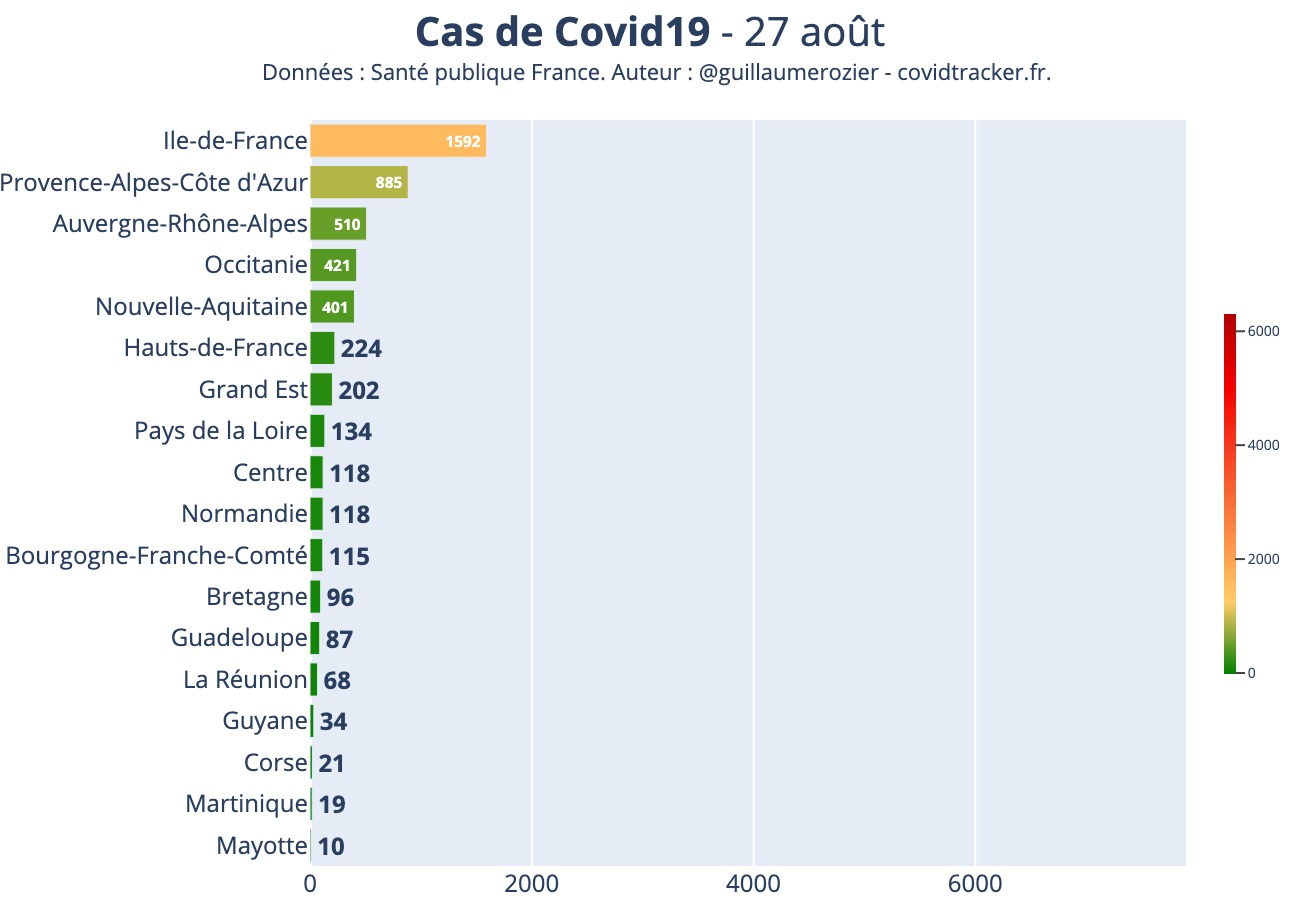 Cas de Covid19 - 27 août
Données : Santé publique France. Auteur : @guillaumerozier - covidtracker.fr.
Ile-de-France 1592
Provence-Alpes-Côte d'Azur 885
Auvergne-Rhône-Alpes 510
Occitanie 421
Nouvelle-Aquitaine 401
Hauts-de-France 224
Grand Est 202
Pays de la Loire 134
Centre 118
Normandie 118
Bourgogne-Franche-Comté 115
Bretagne 96
Guadeloupe 87
La Réunion 68
Guyane 34
Corse 21
Martinique 19
Mayotte 10
0 2000 4000 6000
6000
4000
2000
0